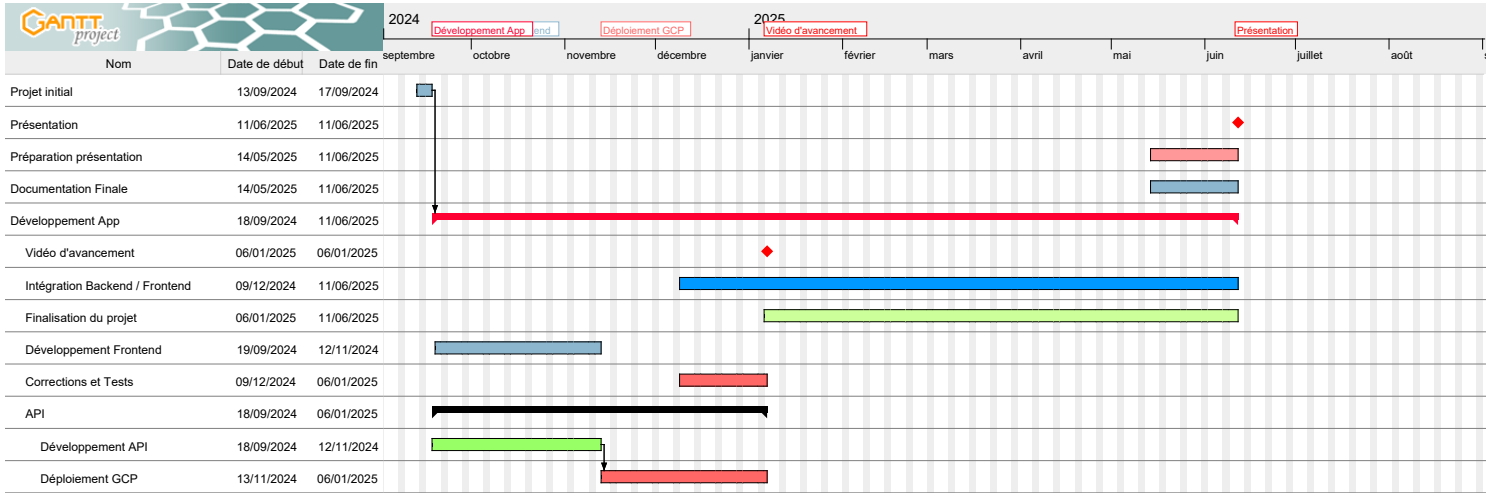 GANTT
project
2024
2025
Développement App end Déploiement GCP Vidéo d'avancement Présentation
septembre octobre novembre décembre janvier février mars avril mai juin juillet août s
Nom Date de début Date de fin
Projet initial 13/09/2024 17/09/2024
Présentation 11/06/2025 11/06/2025
Préparation présentation 14/05/2025 11/06/2025
Documentation Finale 14/05/2025 11/06/2025
Développement App 18/09/2024 11/06/2025
Vidéo d'avancement 06/01/2025 06/01/2025
Intégration Backend / Frontend 09/12/2024 11/06/2025
Finalisation du projet 06/01/2025 11/06/2025
Développement Frontend 19/09/2024 12/11/2024
Corrections et Tests 09/12/2024 06/01/2025
API 18/09/2024 06/01/2025
Développement API 18/09/2024 12/11/2024
Déploiement GCP 13/11/2024 06/01/2025